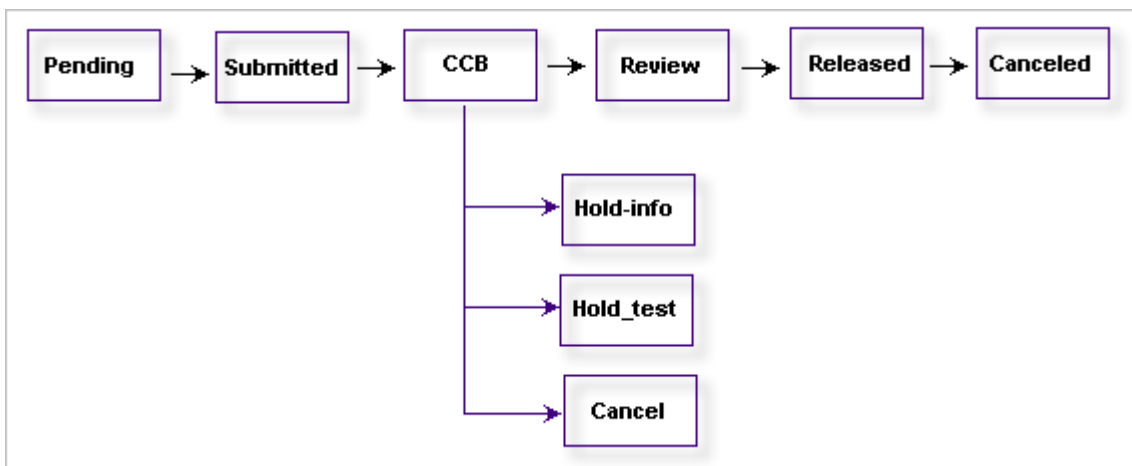 Pending
Submitted
CCB
Review
Released
Canceled
Hold-info
Hold_test
Cancel